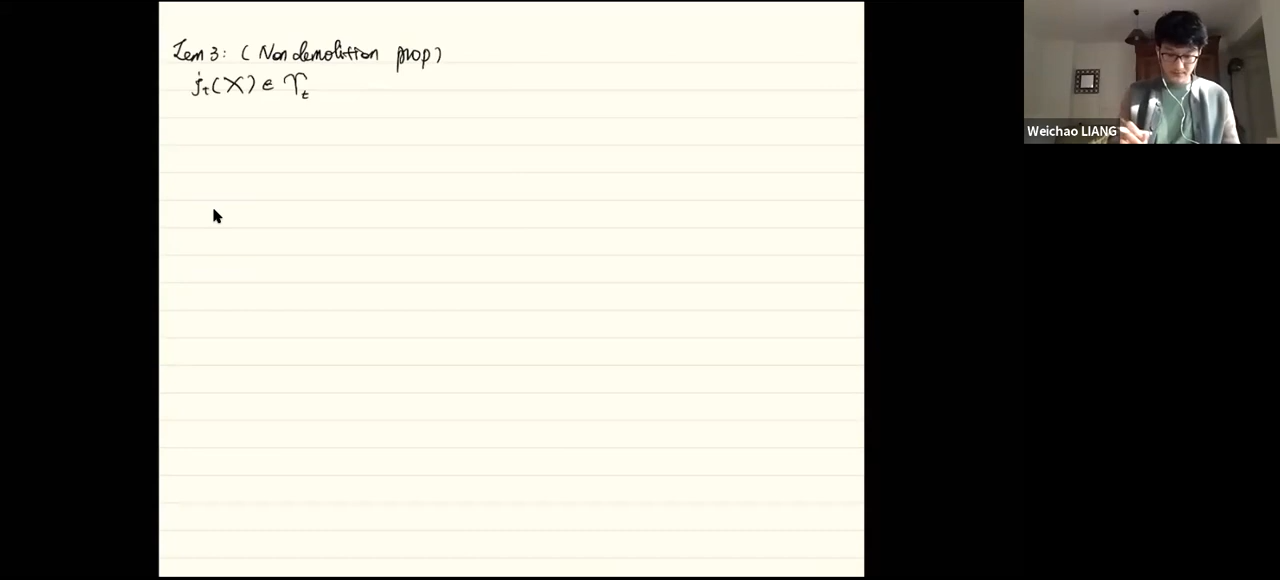 Lem 3: ( Non demolition prop)
jₜ(X) ∈ ϒₜ
Weichao LIANG